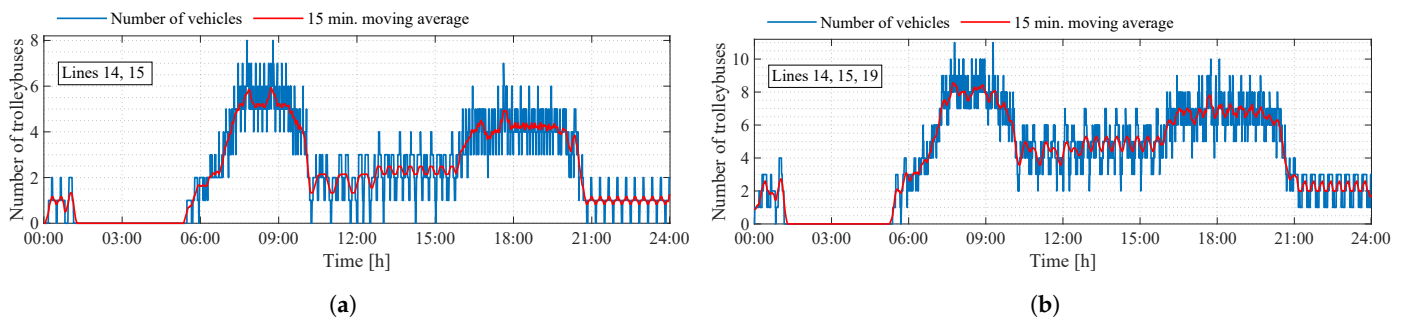 Number of vehicles 15 min. moving average
Number of trolleybuses
8
6
4
2
0
Lines 14, 15
00:00 03:00 06:00 09:00 12:00 15:00 18:00 21:00 24:00
Time [h]
(a)
Number of vehicles 15 min. moving average
Number of trolleybuses
10
8
6
4
2
0
Lines 14, 15, 19
00:00 03:00 06:00 09:00 12:00 15:00 18:00 21:00 24:00
Time [h]
(b)